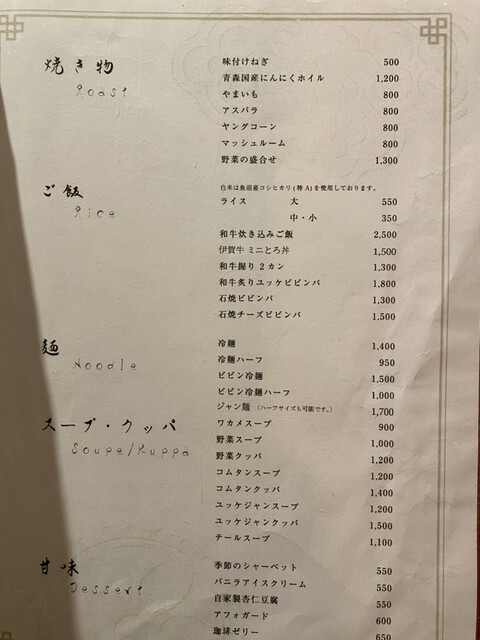 焼き物
Roast
味付けねぎ 500
青森国産にんにくホイル 1,200
やまいも 800
アスパラ 800
ヤングコーン 800
マッシュルーム 800
野菜の盛合せ 1,300
ご飯
Rice
白米は魚沼産コシヒカリ(特A)を使用しております。
ライス 大 550
中・小 350
和牛炊き込みご飯 2,500
伊賀牛 ミニとろ丼 1,500
和牛握り2カン 1,300
和牛炙りユッケビビンバ 1,800
石焼ビビンバ 1,300
石焼チーズビビンバ 1,500
麺
Noodle
冷麺 1,400
冷麺ハーフ 950
ビビン冷麺 1,500
ビビン冷麺ハーフ 1,000
ジャン麺 (ハーフサイズも可能です。) 1,700
スープ・クッパ
Soupe/Kuppa
ワカメスープ 900
野菜スープ 1,000
野菜クッパ 1,200
コムタンスープ 1,200
コムタンクッパ 1,400
ユッケジャンスープ 1,200
ユッケジャンクッパ 1,500
テールスープ 1,100
甘味
Dessert
季節のシャーベット 550
バニラアイスクリーム 550
自家製杏仁豆腐 550
アフォガード 600
珈琲ゼリー 650